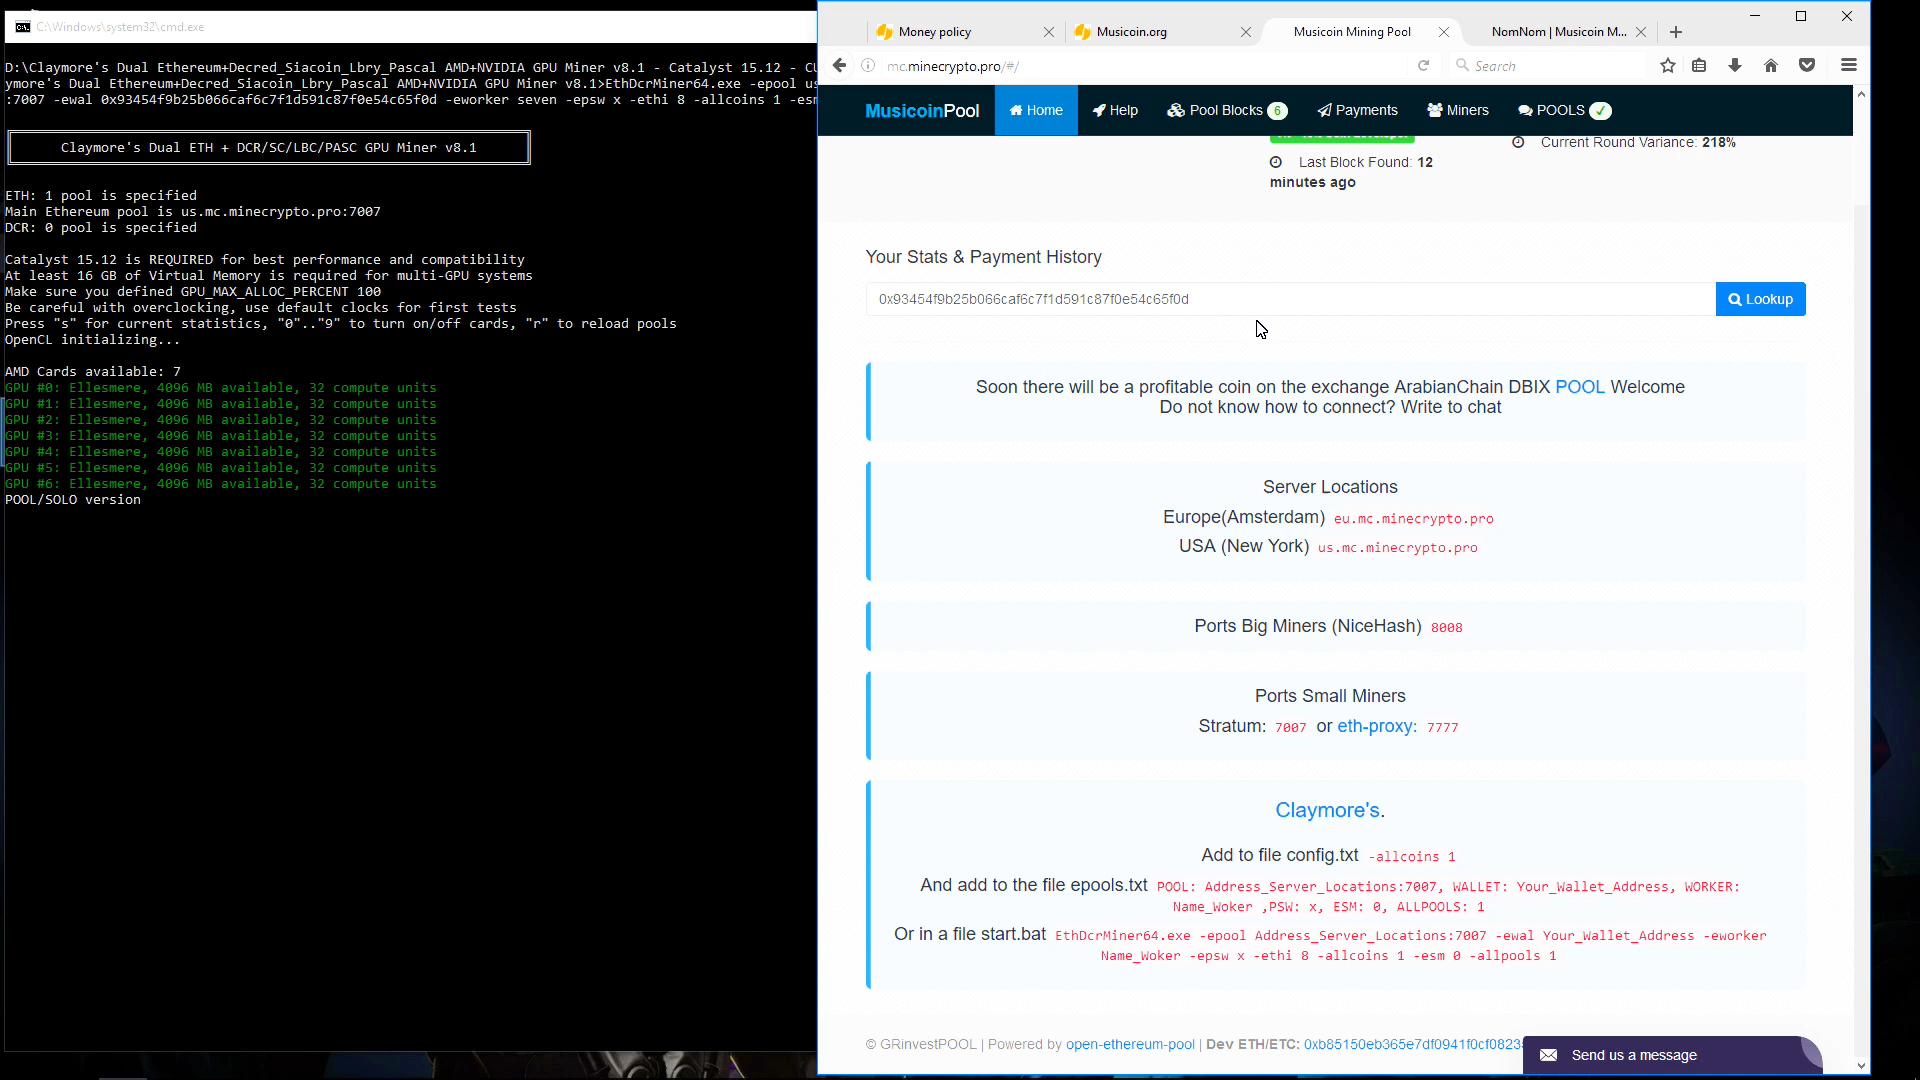 C:\Windows\system32\cmd.exe
D:\Claymore's Dual Ethereum+Decred_Siacoin_Lbry_Pascal AMD+NVIDIA GPU Miner v8.1 - Catalyst 15.12 - CU
ymore's Dual Ethereum+Decred_Siacoin_Lbry_Pascal AMD+NVIDIA GPU Miner v8.1>EthDcrMiner64.exe -epool us
:7007 -ewal 0x93454f9b25b066caf6c7f1d591c87f0e54c65f0d -eworker seven -epsw x -ethi 8 -allcoins 1 -esm
Claymore's Dual ETH + DCR/SC/LBC/PASC GPU Miner v8.1
ETH: 1 pool is specified
Main Ethereum pool is us.mc.minecrypto.pro:7007
DCR: 0 pool is specified
Catalyst 15.12 is REQUIRED for best performance and compatibility
At least 16 GB of Virtual Memory is required for multi-GPU systems
Make sure you defined GPU_MAX_ALLOC_PERCENT 100
Be careful with overclocking, use default clocks for first tests
Press "s" for current statistics, "0".."9" to turn on/off cards, "r" to reload pools
OpenCL initializing...
AMD Cards available: 7
GPU #0: Ellesmere, 4096 MB available, 32 compute units
GPU #1: Ellesmere, 4096 MB available, 32 compute units
GPU #2: Ellesmere, 4096 MB available, 32 compute units
GPU #3: Ellesmere, 4096 MB available, 32 compute units
GPU #4: Ellesmere, 4096 MB available, 32 compute units
GPU #5: Ellesmere, 4096 MB available, 32 compute units
GPU #6: Ellesmere, 4096 MB available, 32 compute units
POOL/SOLO version
Money policy
Musicoin.org
Musicoin Mining Pool
NomNom | Musicoin M...
mc.minecrypto.pro/#/
Search
MusicoinPool
Home
Help
Pool Blocks 6
Payments
Miners
POOLS
Current Round Variance: 218%
Last Block Found: 12
minutes ago
Your Stats & Payment History
0x93454f9b25b066caf6c7f1d591c87f0e54c65f0d
Lookup
Soon there will be a profitable coin on the exchange ArabianChain DBIX POOL Welcome
Do not know how to connect? Write to chat
Server Locations
Europe(Amsterdam) eu.mc.minecrypto.pro
USA (New York) us.mc.minecrypto.pro
Ports Big Miners (NiceHash) 8008
Ports Small Miners
Stratum: 7007 or eth-proxy: 7777
Claymore's.
Add to file config.txt -allcoins 1
And add to the file epools.txt POOL: Address_Server_Locations:7007, WALLET: Your_Wallet_Address, WORKER:
Name_Woker ,PSW: x, ESM: 0, ALLPOOLS: 1
Or in a file start.bat EthDcrMiner64.exe -epool Address_Server_Locations:7007 -ewal Your_Wallet_Address -eworker
Name_Woker -epsw x -ethi 8 -allcoins 1 -esm 0 -allpools 1
© GRinvestPOOL | Powered by open-ethereum-pool | Dev ETH/ETC: 0xb85150eb365e7df0941f0cf0823
Send us a message